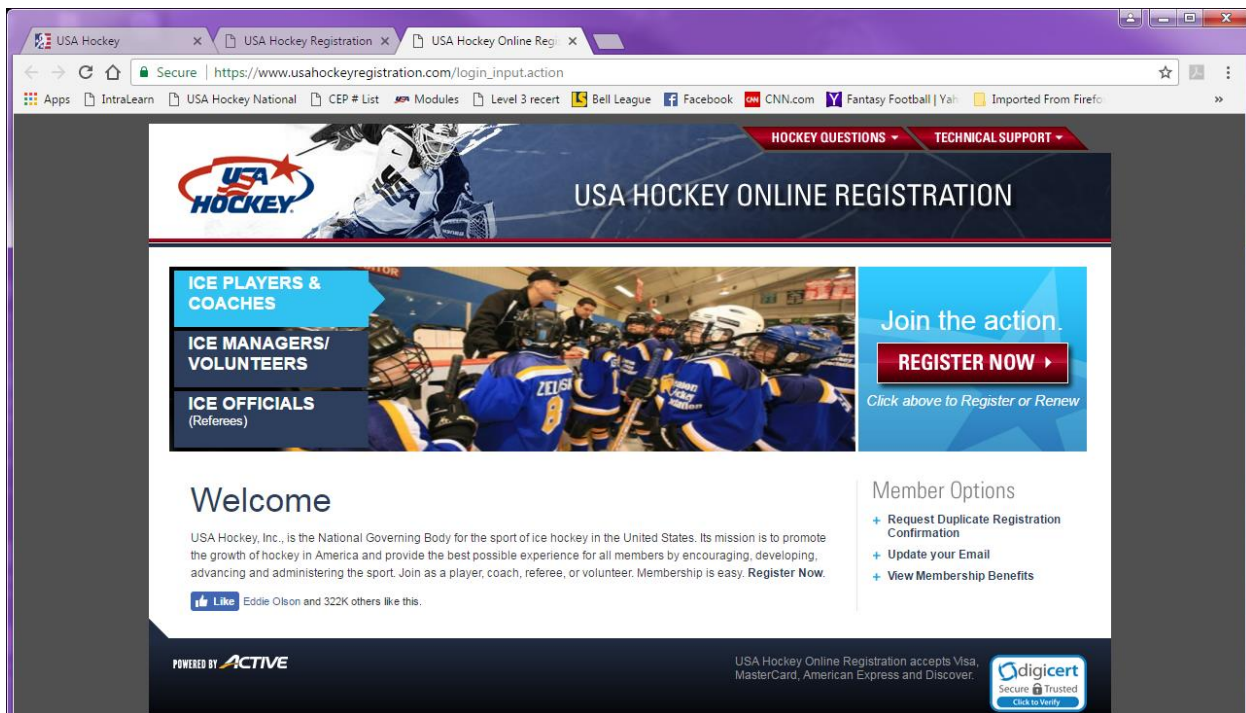 USA Hockey
USA Hockey Registration
USA Hockey Online Regi
Secure
https://www.usahockeyregistration.com/login_input.action
Apps
IntraLearn
USA Hockey National
CEP # List
Modules
Level 3 recert
Bell League
Facebook
CNN.com
Fantasy Football | Yah
Imported From Firefo
»
HOCKEY QUESTIONS
TECHNICAL SUPPORT
USA
HOCKEY
USA HOCKEY ONLINE REGISTRATION
ICE PLAYERS &
COACHES
ICE MANAGERS/
VOLUNTEERS
ICE OFFICIALS
(Referees)
Join the action.
REGISTER NOW
Click above to Register or Renew
Welcome
USA Hockey, Inc., is the National Governing Body for the sport of ice hockey in the United States. Its mission is to promote
the growth of hockey in America and provide the best possible experience for all members by encouraging, developing,
advancing and administering the sport. Join as a player, coach, referee, or volunteer. Membership is easy. Register Now.
Like Eddie Olson and 322K others like this.
Member Options
+ Request Duplicate Registration
Confirmation
+ Update your Email
+ View Membership Benefits
POWERED BY ACTIVE
USA Hockey Online Registration accepts Visa,
MasterCard, American Express and Discover.
digicert
Secure Trusted
Click to Verify